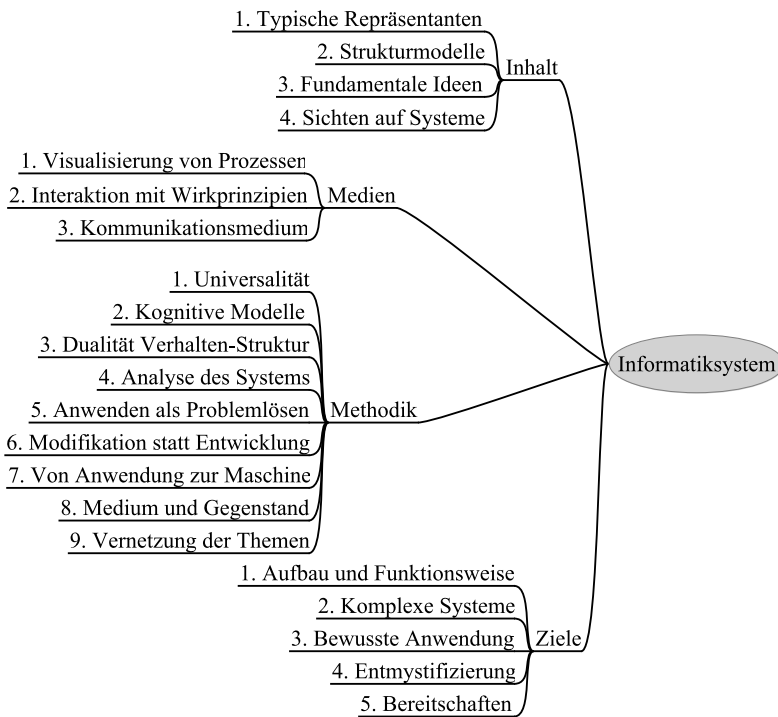 1. Typische Repräsentanten
2. Strukturmodelle
3. Fundamentale Ideen
4. Sichten auf Systeme
Inhalt
1. Visualisierung von Prozessen
2. Interaktion mit Wirkprinzipien
3. Kommunikationsmedium
Medien
1. Universalität
2. Kognitive Modelle
3. Dualität Verhalten-Struktur
4. Analyse des Systems
5. Anwenden als Problemlösen
6. Modifikation statt Entwicklung
7. Von Anwendung zur Maschine
8. Medium und Gegenstand
9. Vernetzung der Themen
Methodik
1. Aufbau und Funktionsweise
2. Komplexe Systeme
3. Bewusste Anwendung
4. Entmystifizierung
5. Bereitschaften
Ziele
Informatiksystem